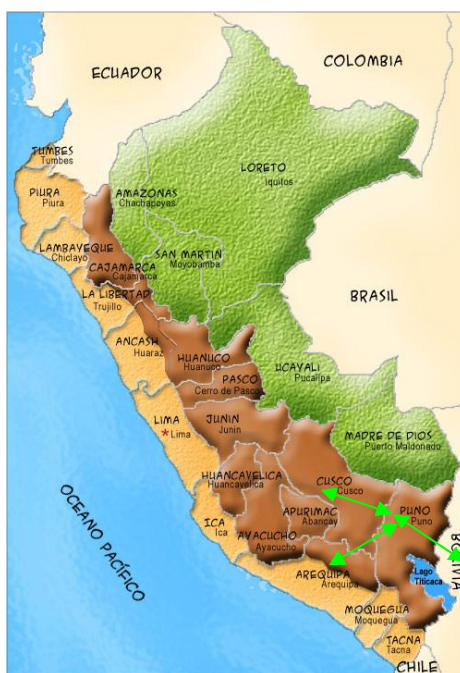 COLOMBIA
ECUADOR
TUMBES
Tumbes
LORETO
Iquitos
PIURA
Piura
AMAZONAS
Chachapoyas
LAMBAYEQUE
Chiclayo
SAN MARTIN
Moyobamba
CAJAMARCA
Cajamarca
LA LIBERTAD
Trujillo
BRASIL
ANCASH
Huaraz
HUANUCO
Huanuco
UCAYALI
Pucallpa
PASCO
Cerro de Pasco
LIMA
Lima
JUNIN
Junin
MADRE DE DIOS
Puerto Maldonado
HUANCAVELICA
Huancavelica
CUSCO
Cusco
OCEANO PACÍFICO
APURIMAC
Abancay
PUNO
Puno
ICA
Ica
AYACUCHO
Ayacucho
BOLIVIA
AREQUIPA
Arequipa
Lago
Titicaca
MOQUEGUA
Moquegua
TACNA
Tacna
CHILE